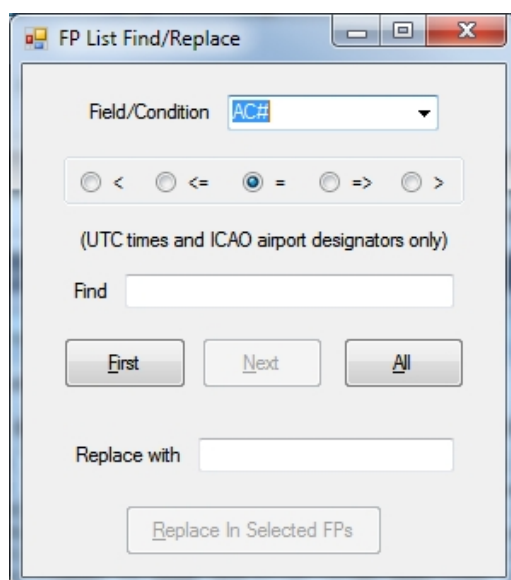 FP List Find/Replace
Field/Condition AC#
< <= = => >
(UTC times and ICAO airport designators only)
Find
First Next All
Replace with
Replace In Selected FPs